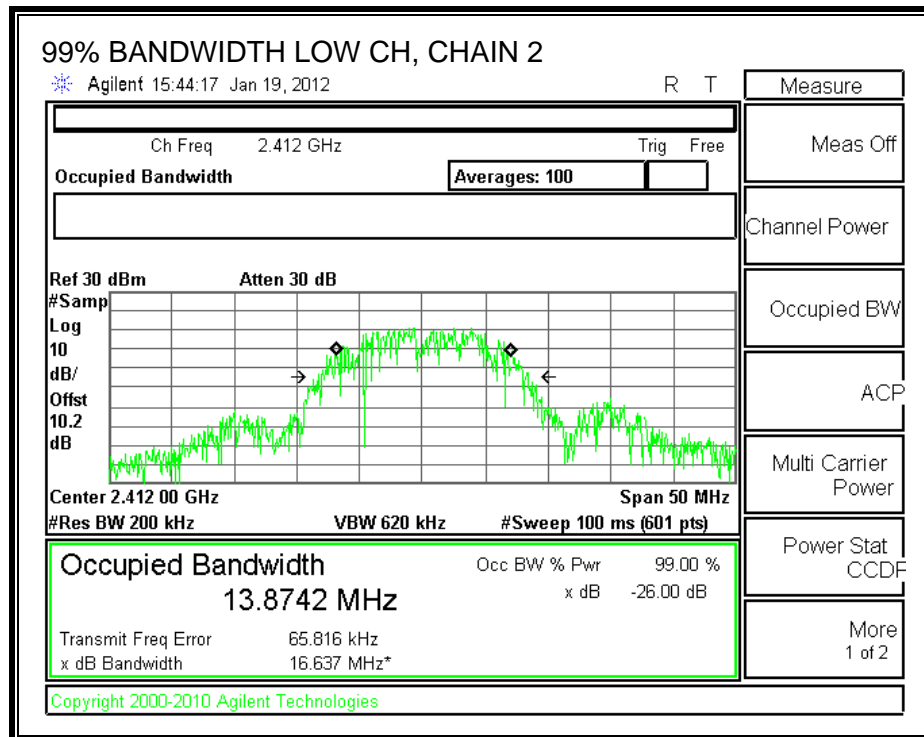 99% BANDWIDTH LOW CH, CHAIN 2
Agilent 15:44:17 Jan 19, 2012
R T
Measure
Ch Freq 2.412 GHz
Trig Free
Occupied Bandwidth
Averages: 100
Meas Off
Channel Power
Occupied BW
ACP
Multi Carrier
Power
Power Stat
CCDF
More
1 of 2
Ref 30 dBm
Atten 30 dB
#Samp
Log
10
dB/
Offst
10.2
dB
Center 2.412 00 GHz
Span 50 MHz
#Res BW 200 kHz
VBW 620 kHz
#Sweep 100 ms (601 pts)
Occupied Bandwidth
13.8742 MHz
Occ BW % Pwr 99.00 %
x dB -26.00 dB
Transmit Freq Error 65.816 kHz
x dB Bandwidth 16.637 MHz*
Copyright 2000-2010 Agilent Technologies